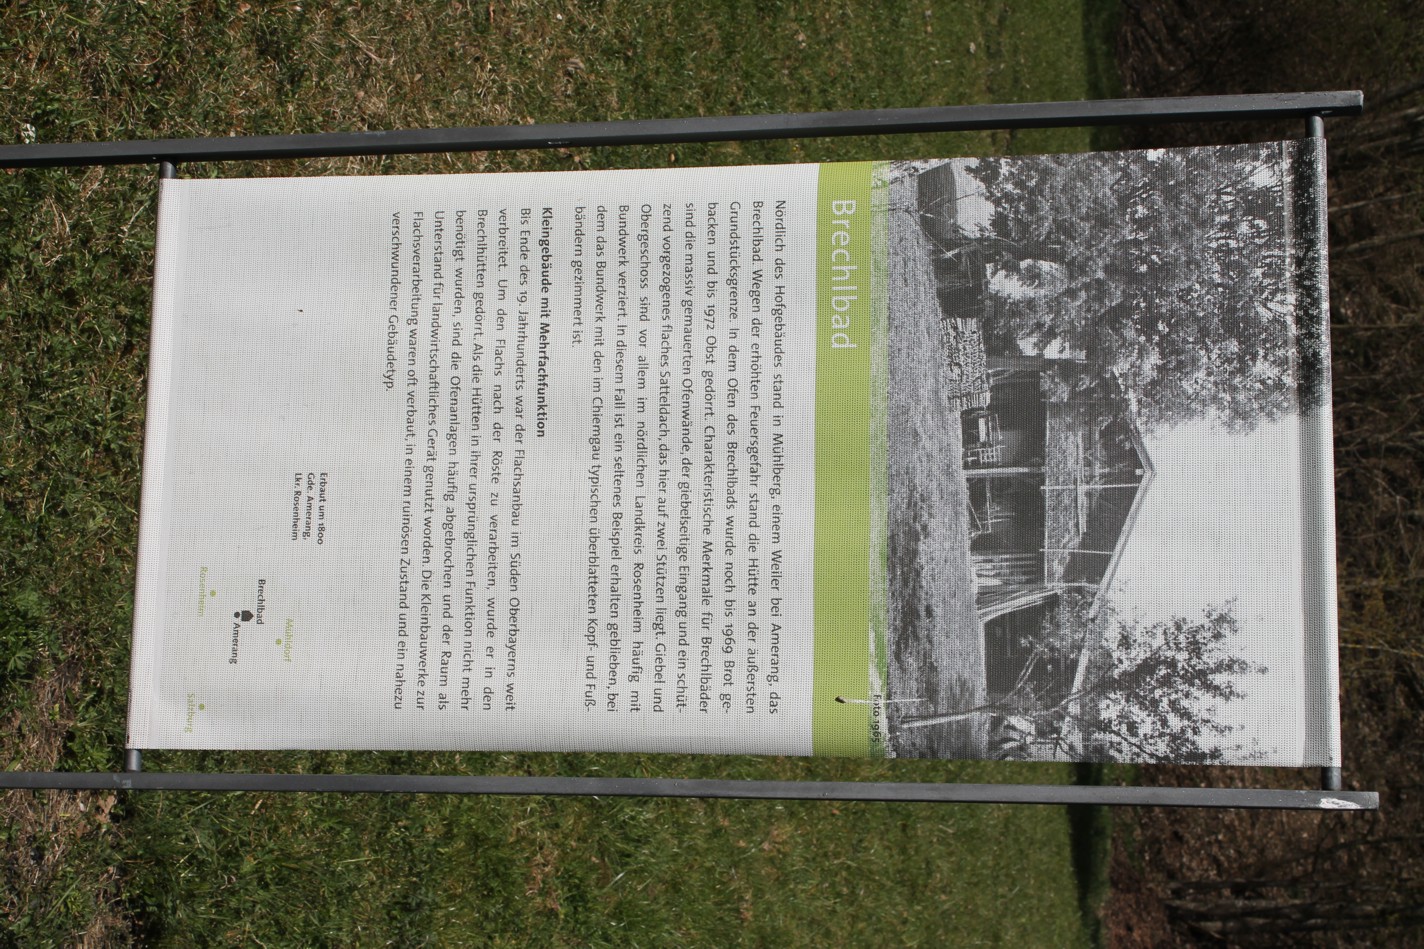 Foto 1965
Brechlbad
Nördlich des Hofgebäudes stand in Mühlberg, einem Weiler bei Amerang, das
Brechlbad. Wegen der erhöhten Feuersgefahr stand die Hütte an der äußersten
Grundstücksgrenze. In dem Ofen des Brechlbads wurde noch bis 1969 Brot ge-
backen und bis 1972 Obst gedörrt. Charakteristische Merkmale für Brechlbäder
sind die massiv gemauerten Ofenwände, der giebelseitige Eingang und ein schüt-
zend vorgezogenes flaches Satteldach, das hier auf zwei Stützen liegt. Giebel und
Obergeschoss sind vor allem im nördlichen Landkreis Rosenheim häufig mit
Bundwerk verziert. In diesem Fall ist ein seltenes Beispiel erhalten geblieben, bei
dem das Bundwerk mit den im Chiemgau typischen überblatteten Kopf- und Fuß-
bändern gezimmert ist.
Kleingebäude mit Mehrfachfunktion
Bis Ende des 19. Jahrhunderts war der Flachsanbau im Süden Oberbayerns weit
verbreitet. Um den Flachs nach der Röste zu verarbeiten, wurde er in den
Brechlhütten gedörrt. Als die Hütten in ihrer ursprünglichen Funktion nicht mehr
benötigt wurden, sind die Ofenanlagen häufig abgebrochen und der Raum als
Unterstand für landwirtschaftliches Gerät genutzt worden. Die Kleinbauwerke zur
Flachsverarbeitung waren oft verbaut, in einem ruinösen Zustand und ein nahezu
verschwundener Gebäudetyp.
Erbaut um 1800
Gde. Amerang,
Lkr. Rosenheim
Mühldorf
Brechlbad
Amerang
Rosenheim
Salzburg